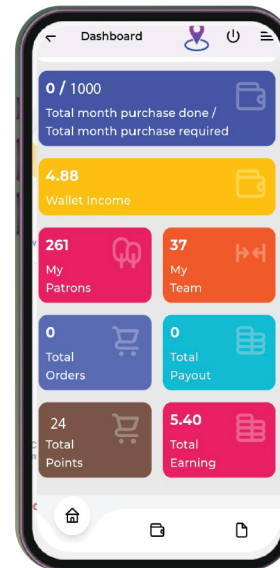 Dashboard
0 / 1000
Total month purchase done /
Total month purchase required
4.88
Wallet Income
261
My
Patrons
37
My
Team
0
Total
Orders
0
Total
Payout
24
Total
Points
5.40
Total
Earning